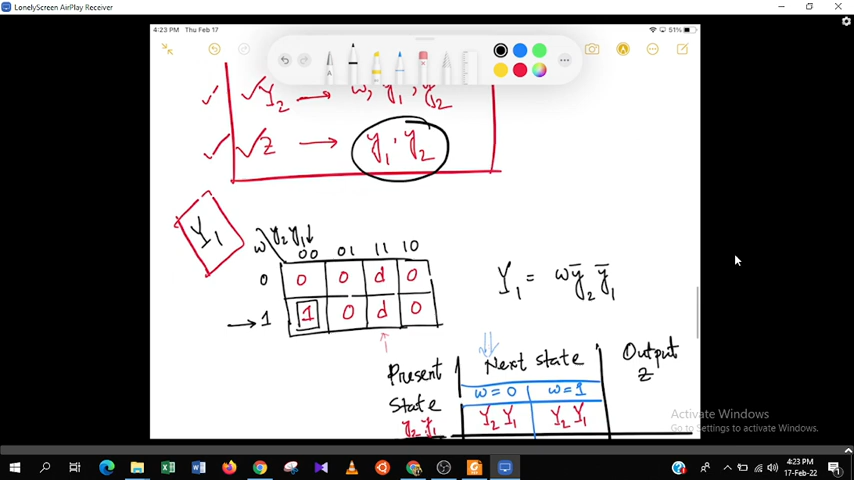 LonelyScreen AirPlay Receiver
4:23 PM Thu Feb 17
51%
√Y₂ → w, y₁, y₂
√Z → y₁, y₂
Y₁
w y₂ y₁
00 01 11 10
0 0 0 d 0
1 1 0 d 0
Y₁ = w y̅₂ y̅₁
Present State y₂ y₁
Next state
w=0 w=1
Y₂ Y₁ Y₂ Y₁
Output
Z
Activate Windows
Go to Settings to activate Windows.
4:23 PM
17-Feb-22